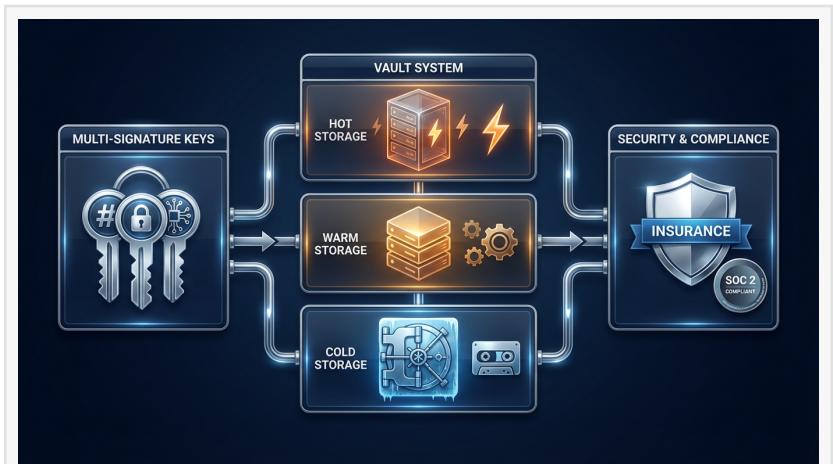 MULTI-SIGNATURE KEYS
#
VAULT SYSTEM
HOT
STORAGE
WARM
STORAGE
COLD
STORAGE
SECURITY & COMPLIANCE
INSURANCE
SOC 2
COMPLIANT